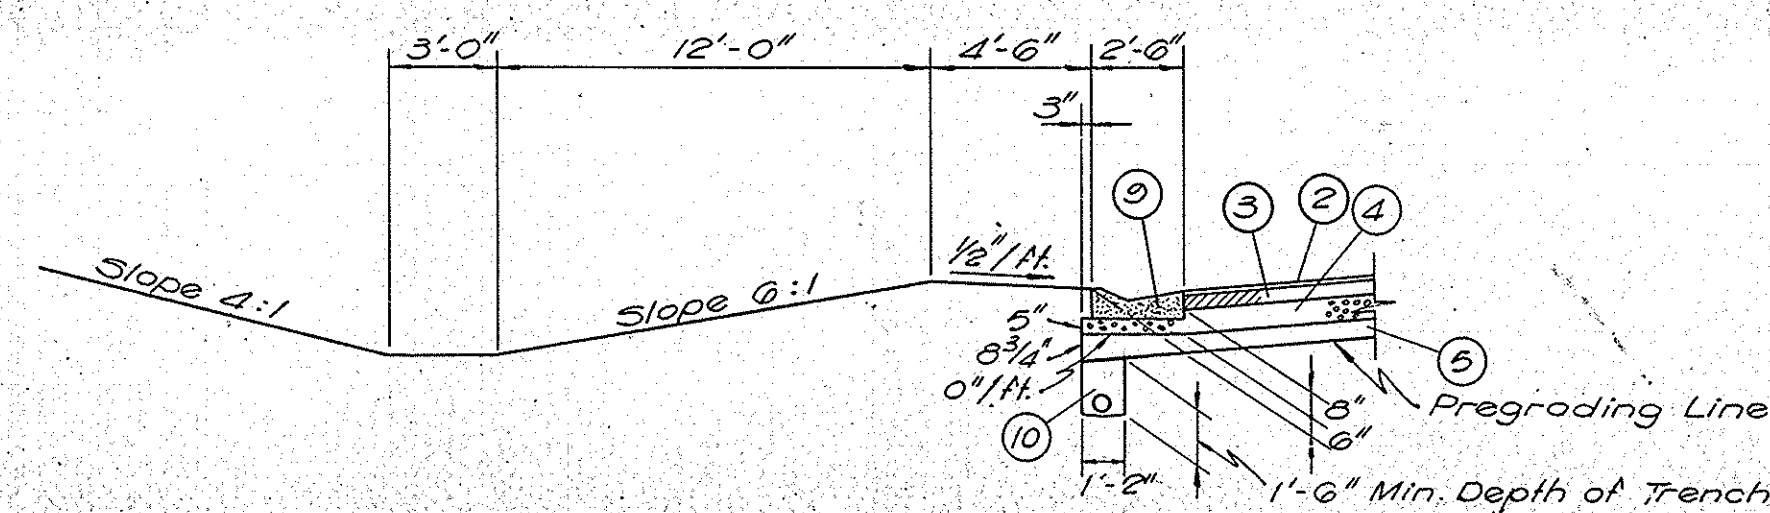 3'-0" 12'-0" 4'-6" 2'-6"
3"
9 3 2 4
1/2"/ft.
Slope 4:1
Slope 6:1
5"
8 3/4"
0"/ft.
5
8"
Pregrading Line
6"
10
1'-2"
1'-6" Min. Depth of Trench